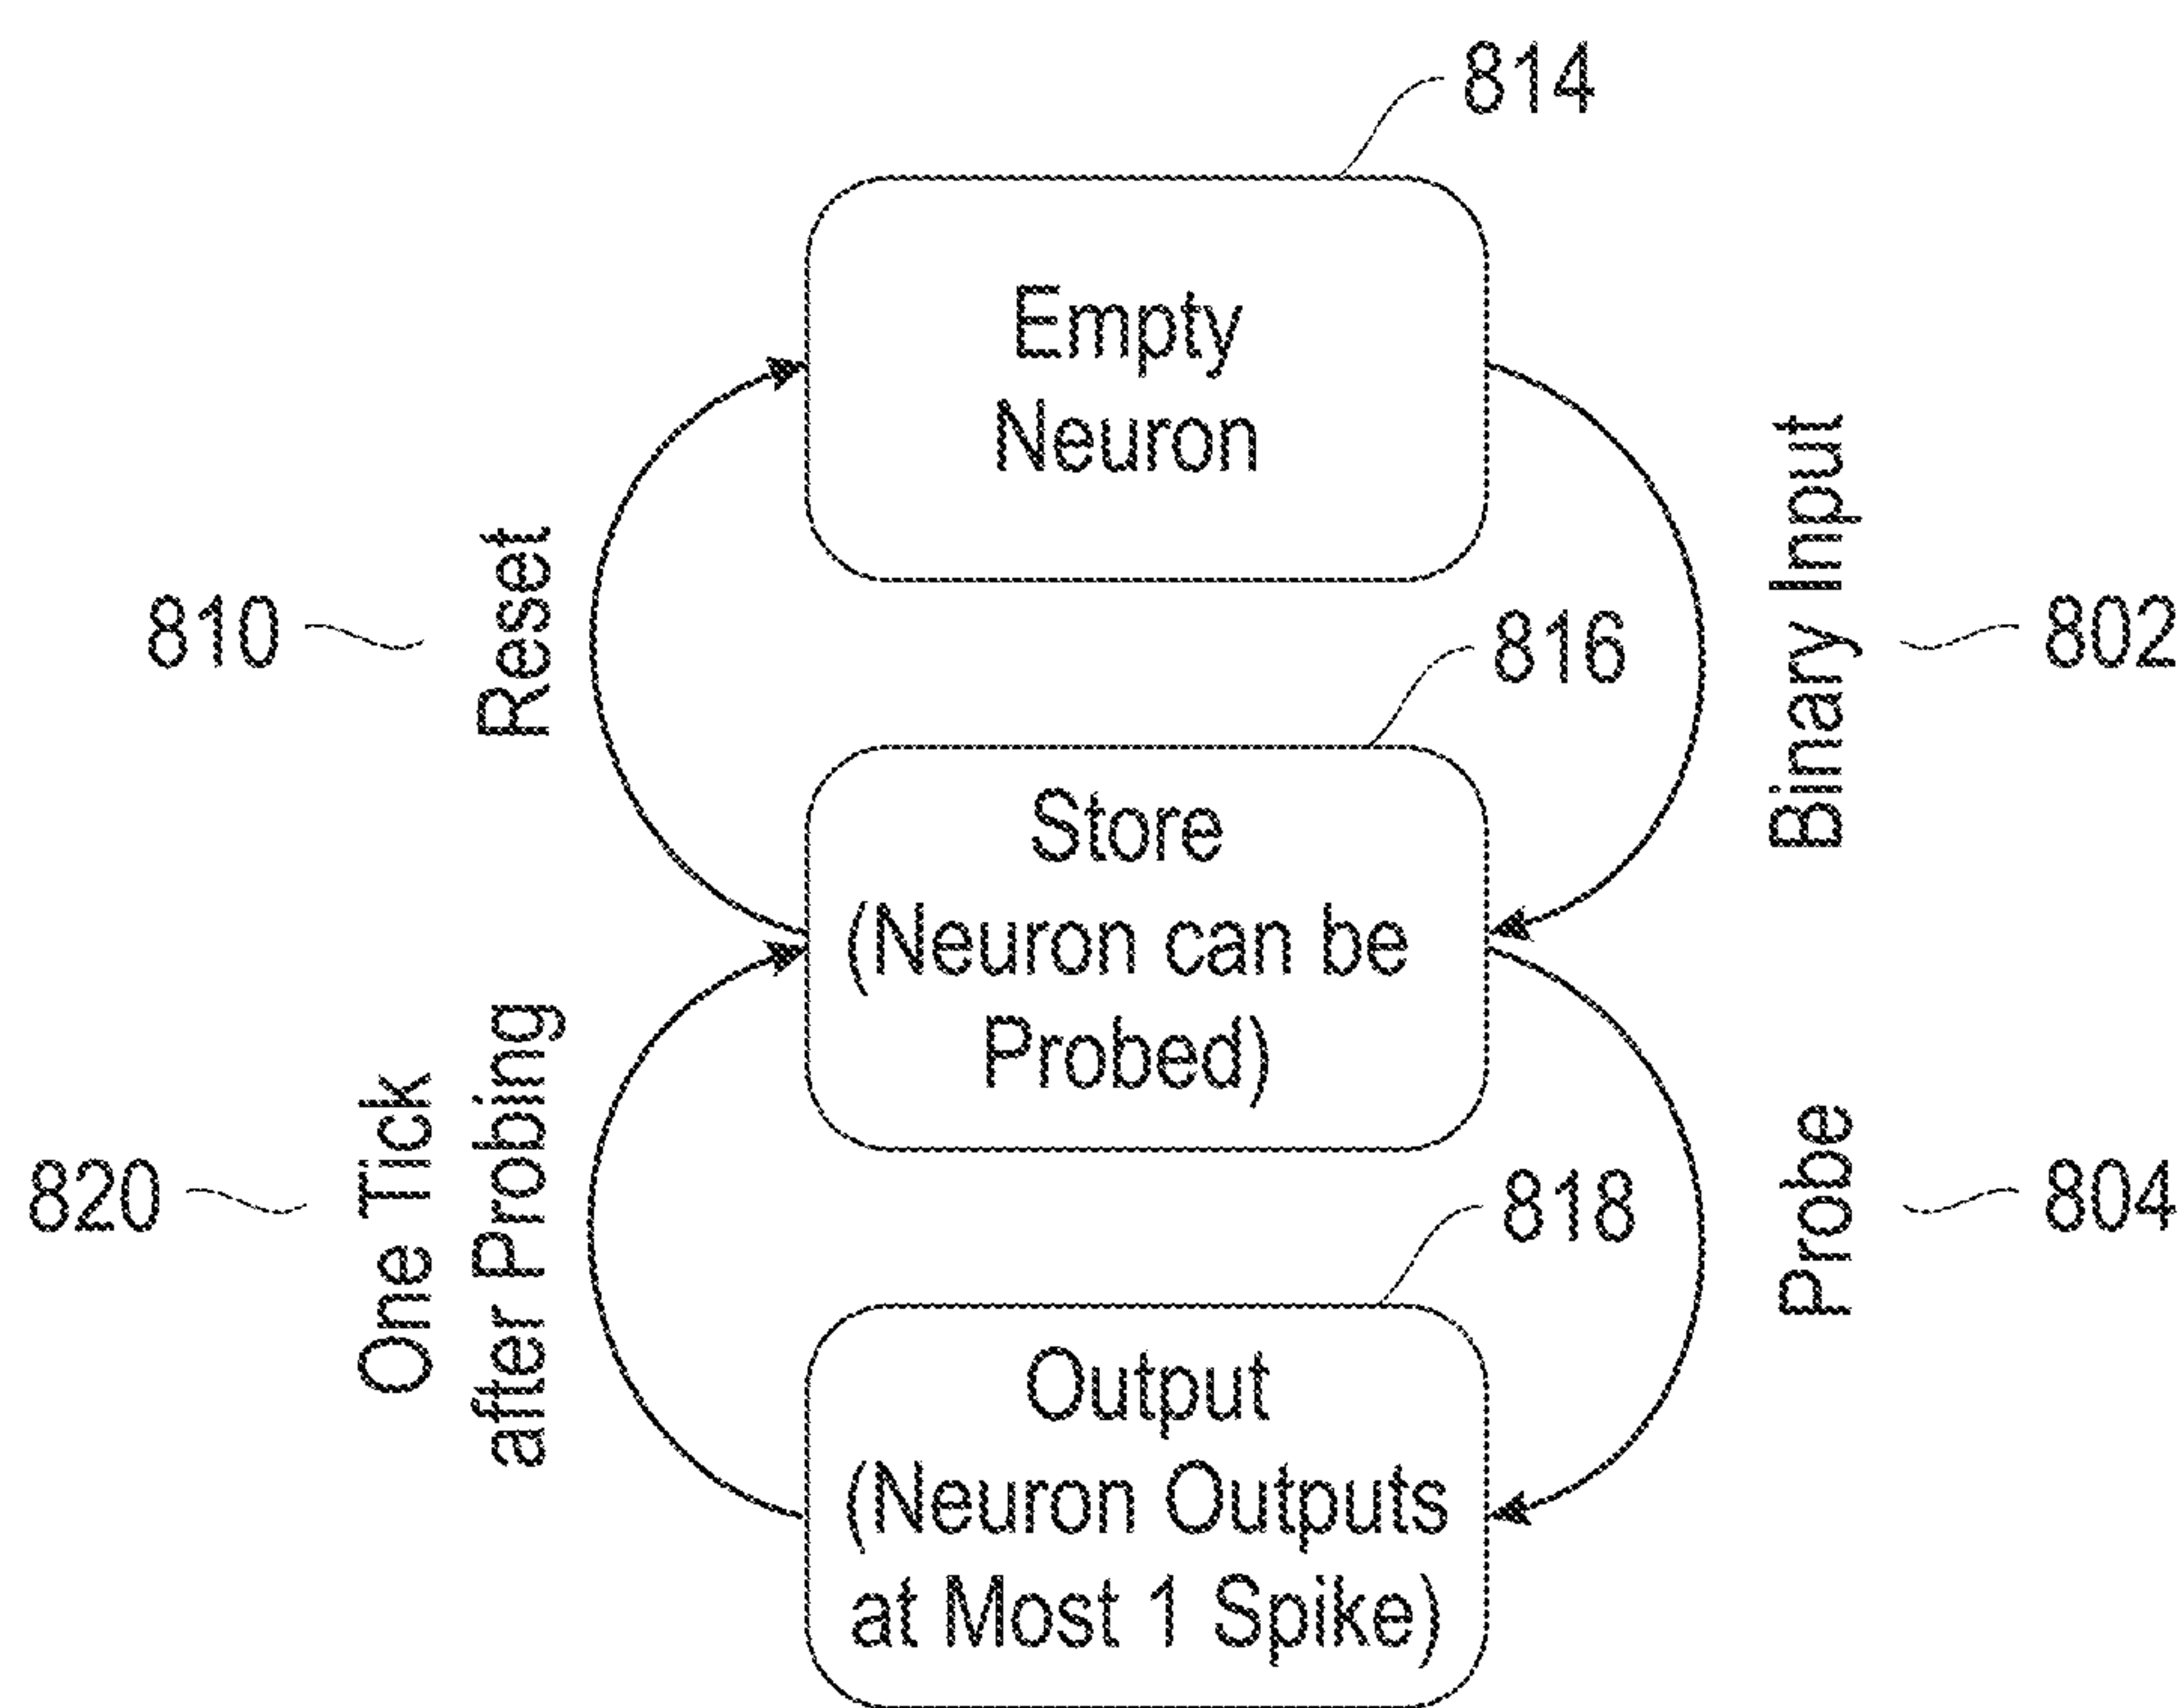 814
Empty
Neuron
810
Reset
Binary Input
802
816
Store
(Neuron can be
Probed)
820
One Tick
after Probing
Probe
804
818
Output
(Neuron Outputs
at Most 1 Spike)